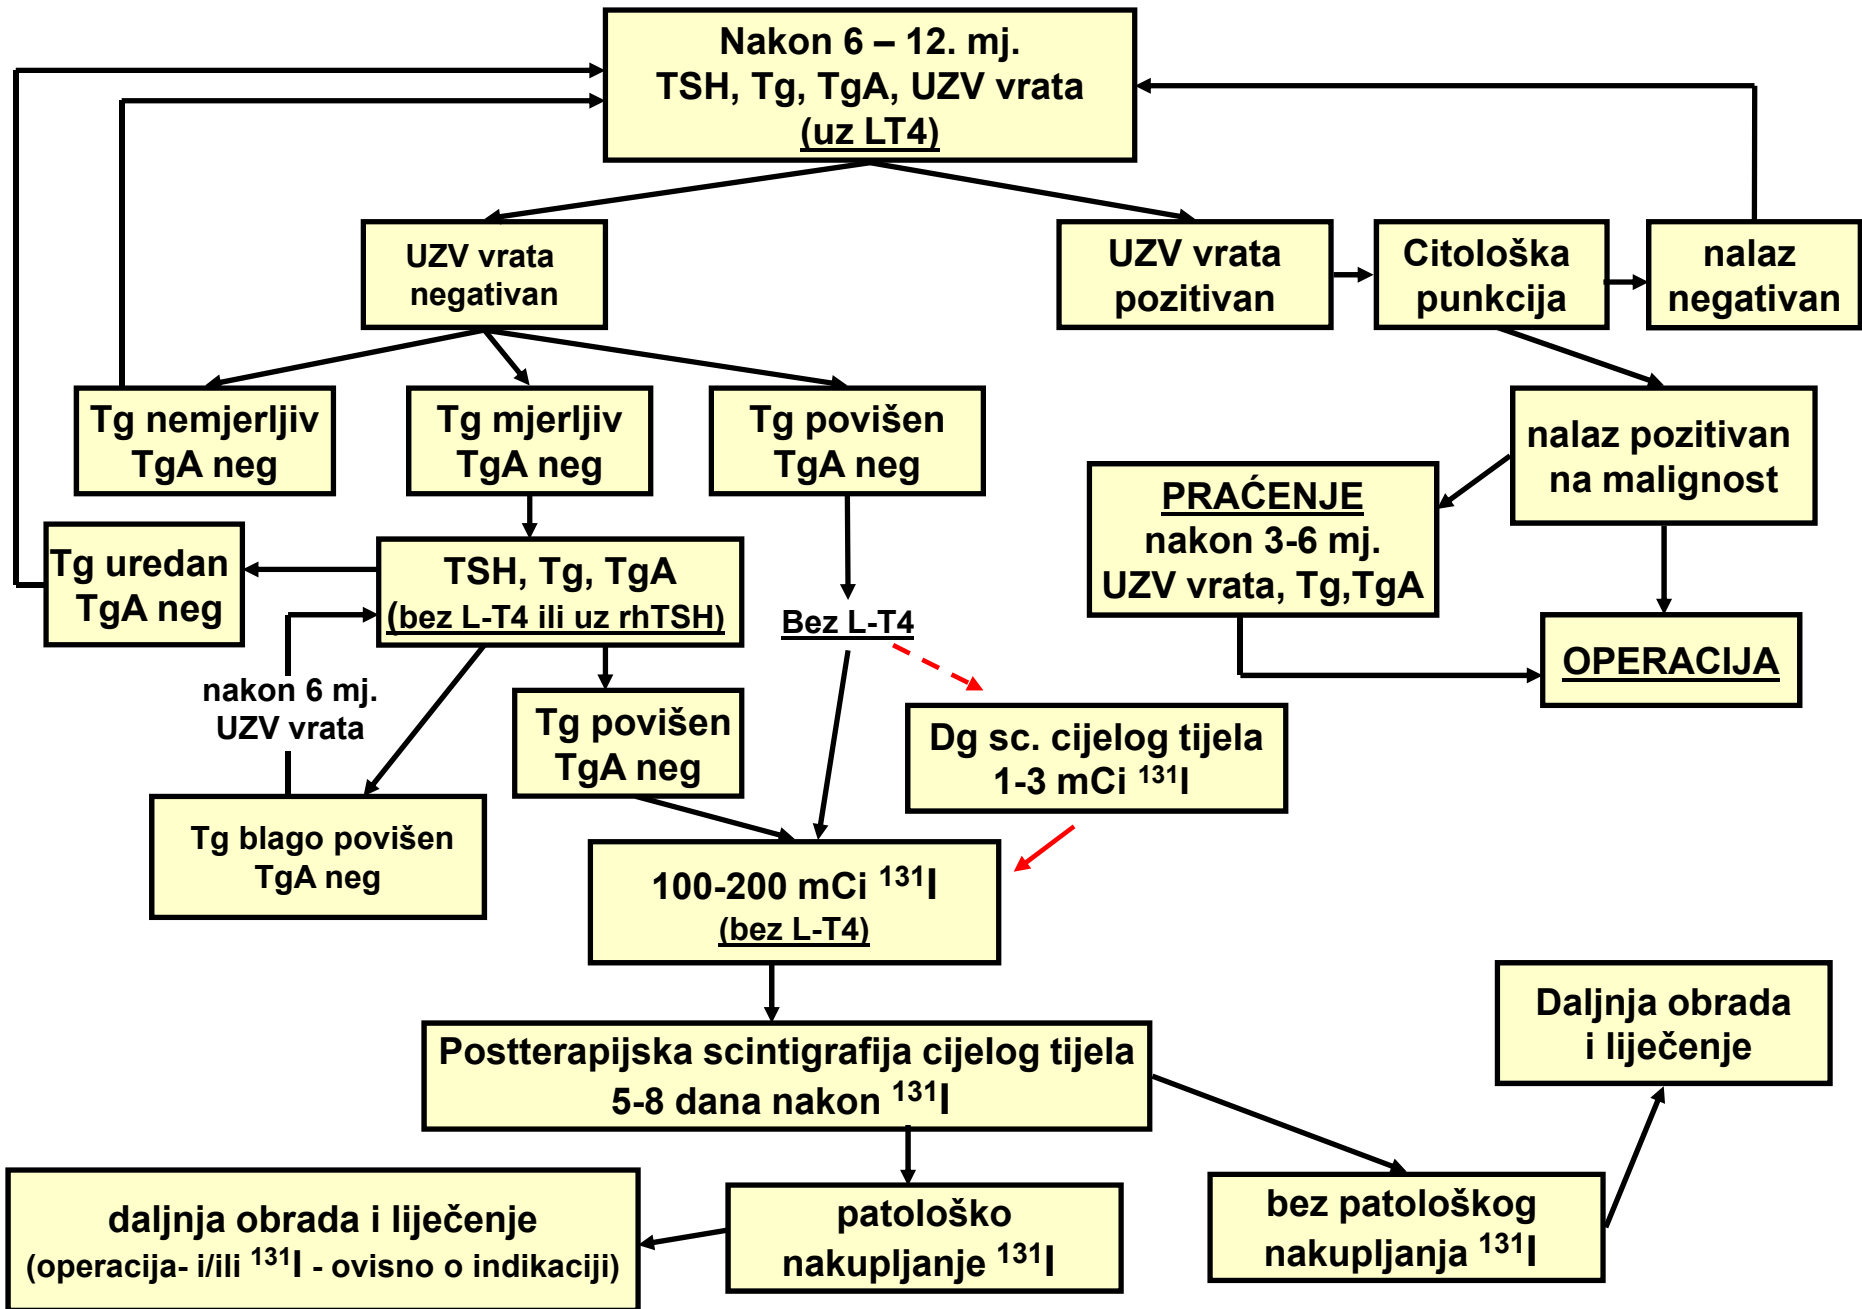 Nakon 6 – 12. mj.
TSH, Tg, TgA, UZV vrata
(uz LT4)
UZV vrata
negativan
UZV vrata
pozitivan
Citološka
punkcija
nalaz
negativan
Tg nemjerljiv
TgA neg
Tg mjerljiv
TgA neg
Tg povišen
TgA neg
nalaz pozitivan
na malignost
PRAĆENJE
nakon 3-6 mj.
UZV vrata, Tg,TgA
Tg uredan
TgA neg
TSH, Tg, TgA
(bez L-T4 ili uz rhTSH)
Bez L-T4
OPERACIJA
nakon 6 mj.
UZV vrata
Tg povišen
TgA neg
Dg sc. cijelog tijela
1-3 mCi ¹³¹I
Tg blago povišen
TgA neg
100-200 mCi ¹³¹I
(bez L-T4)
Postterapijska scintigrafija cijelog tijela
5-8 dana nakon ¹³¹I
Daljnja obrada
i liječenje
daljnja obrada i liječenje
(operacija- i/ili ¹³¹I - ovisno o indikaciji)
patološko
nakupljanje ¹³¹I
bez patološkog
nakupljanja ¹³¹I